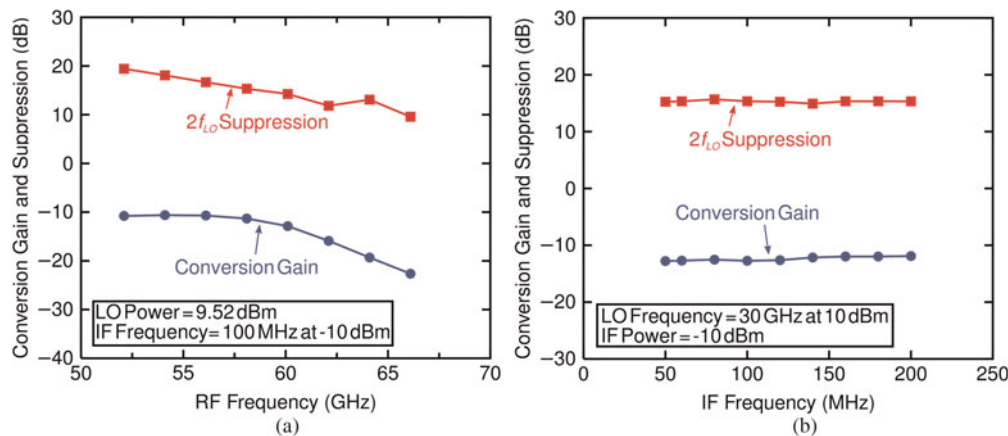 Conversion Gain and Suppression (dB)
30
20
10
0
−10
−20
−30
−40
2fLO Suppression
Conversion Gain
LO Power=9.52 dBm
IF Frequency=100 MHz at -10 dBm
50
55
60
65
70
RF Frequency (GHz)
(a)
Conversion Gain and Suppression (dB)
30
20
10
0
−10
−20
−30
2fLO Suppression
Conversion Gain
LO Frequency=30 GHz at 10 dBm
IF Power=-10 dBm
0
50
100
150
200
250
IF Frequency (MHz)
(b)